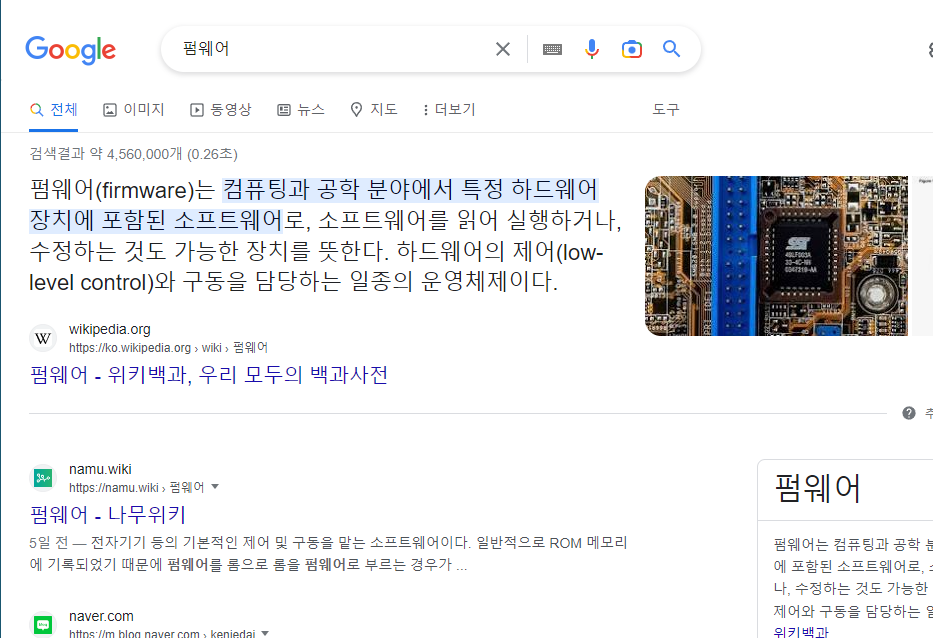 Google
펌웨어
전체 이미지 동영상 뉴스 지도 더보기 도구
검색결과 약 4,560,000개 (0.26초)
펌웨어(firmware)는 컴퓨팅과 공학 분야에서 특정 하드웨어
장치에 포함된 소프트웨어로, 소프트웨어를 읽어 실행하거나,
수정하는 것도 가능한 장치를 뜻한다. 하드웨어의 제어(low-
level control)와 구동을 담당하는 일종의 운영체제이다.
SST
49LF003A
33-4C-NH
0347219-AA
W
wikipedia.org
https://ko.wikipedia.org › wiki › 펌웨어
펌웨어 - 위키백과, 우리 모두의 백과사전
namu.wiki
https://namu.wiki › 펌웨어
펌웨어 - 나무위키
5일 전 — 전자기기 등의 기본적인 제어 및 구동을 맡는 소프트웨어이다. 일반적으로 ROM 메모리
에 기록되었기 때문에 펌웨어를 롬으로 롬을 펌웨어로 부르는 경우가 ...
naver.com
https://m.blog.naver.com › keniedai
펌웨어
펌웨어는 컴퓨팅과 공학
에 포함된 소프트웨어로,
나, 수정하는 것도 가능한
제어와 구동을 담당하는
위키백과